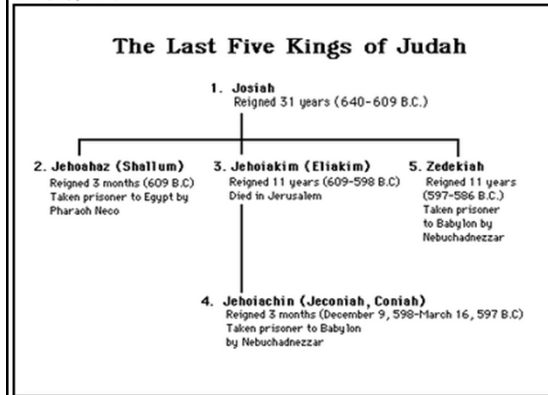 The Last Five Kings of Judah
1. Josiah
Reigned 31 years (640-609 B.C.)
2. Jehoahaz (Shallum)
Reigned 3 months (609 B.C)
Taken prisoner to Egypt by
Pharaoh Neco
3. Jehoiakim (Eliakim)
Reigned 11 years (609-598 B.C)
Died in Jerusalem
5. Zedekiah
Reigned 11 years
(597-586 B.C.)
Taken prisoner
to Babylon by
Nebuchadnezzar
4. Jehoiachin (Jeconiah, Coniah)
Reigned 3 months (December 9, 598-March 16, 597 B.C)
Taken prisoner to Babylon
by Nebuchadnezzar